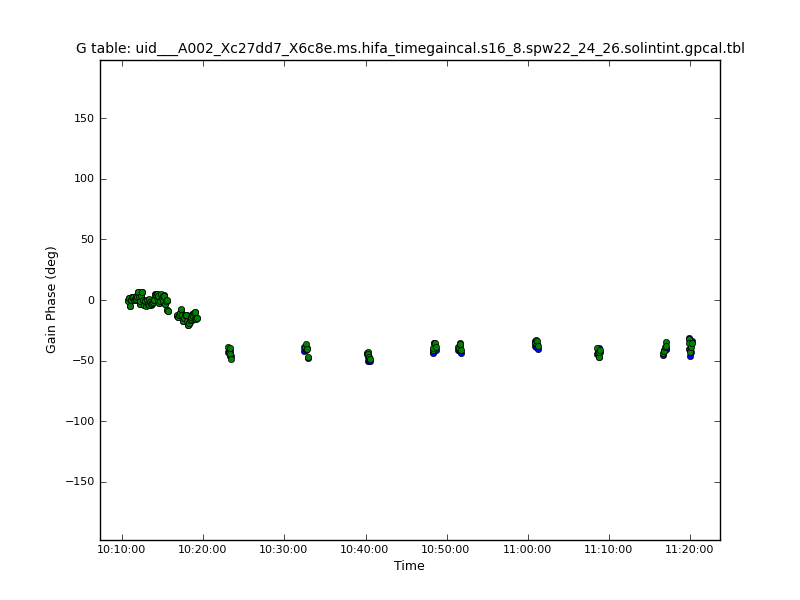 G table: uid___A002_Xc27dd7_X6c8e.ms.hifa_timegaincal.s16_8.spw22_24_26.solintint.gpcal.tbl
150
100
50
0
−50
−100
−150
Gain Phase (deg)
10:10:00 10:20:00 10:30:00 10:40:00 10:50:00 11:00:00 11:10:00 11:20:00
Time